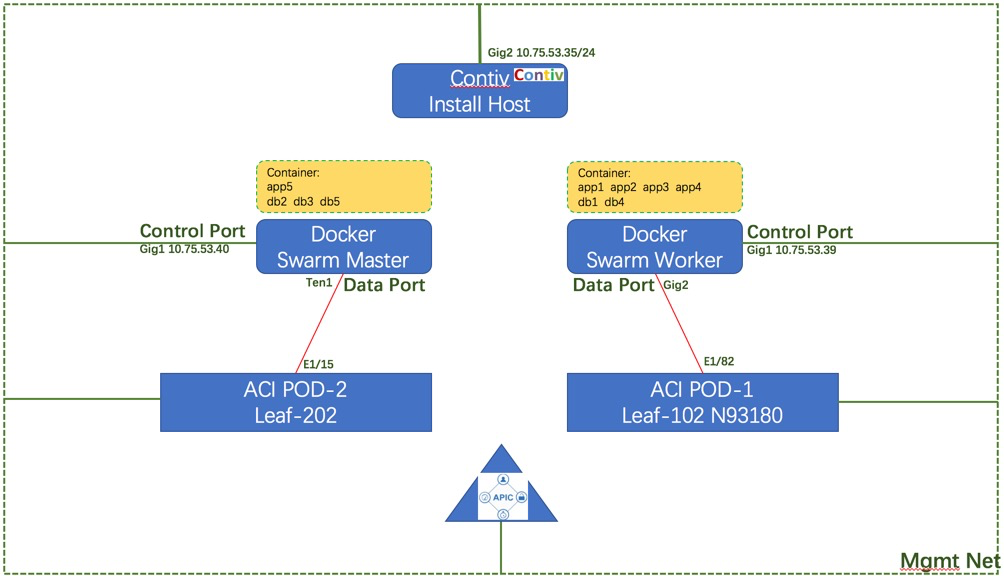 Gig2 10.75.53.35/24
Contiv Contiv
Install Host
Container:
app5
db2 db3 db5
Container:
app1 app2 app3 app4
db1 db4
Control Port
Gig1 10.75.53.40
Docker
Swarm Master
Docker
Swarm Worker
Control Port
Gig1 10.75.53.39
Ten1 Data Port
Data Port Gig2
E1/15
E1/82
ACI POD-2
Leaf-202
ACI POD-1
Leaf-102 N93180
APIC
Mgmt Net